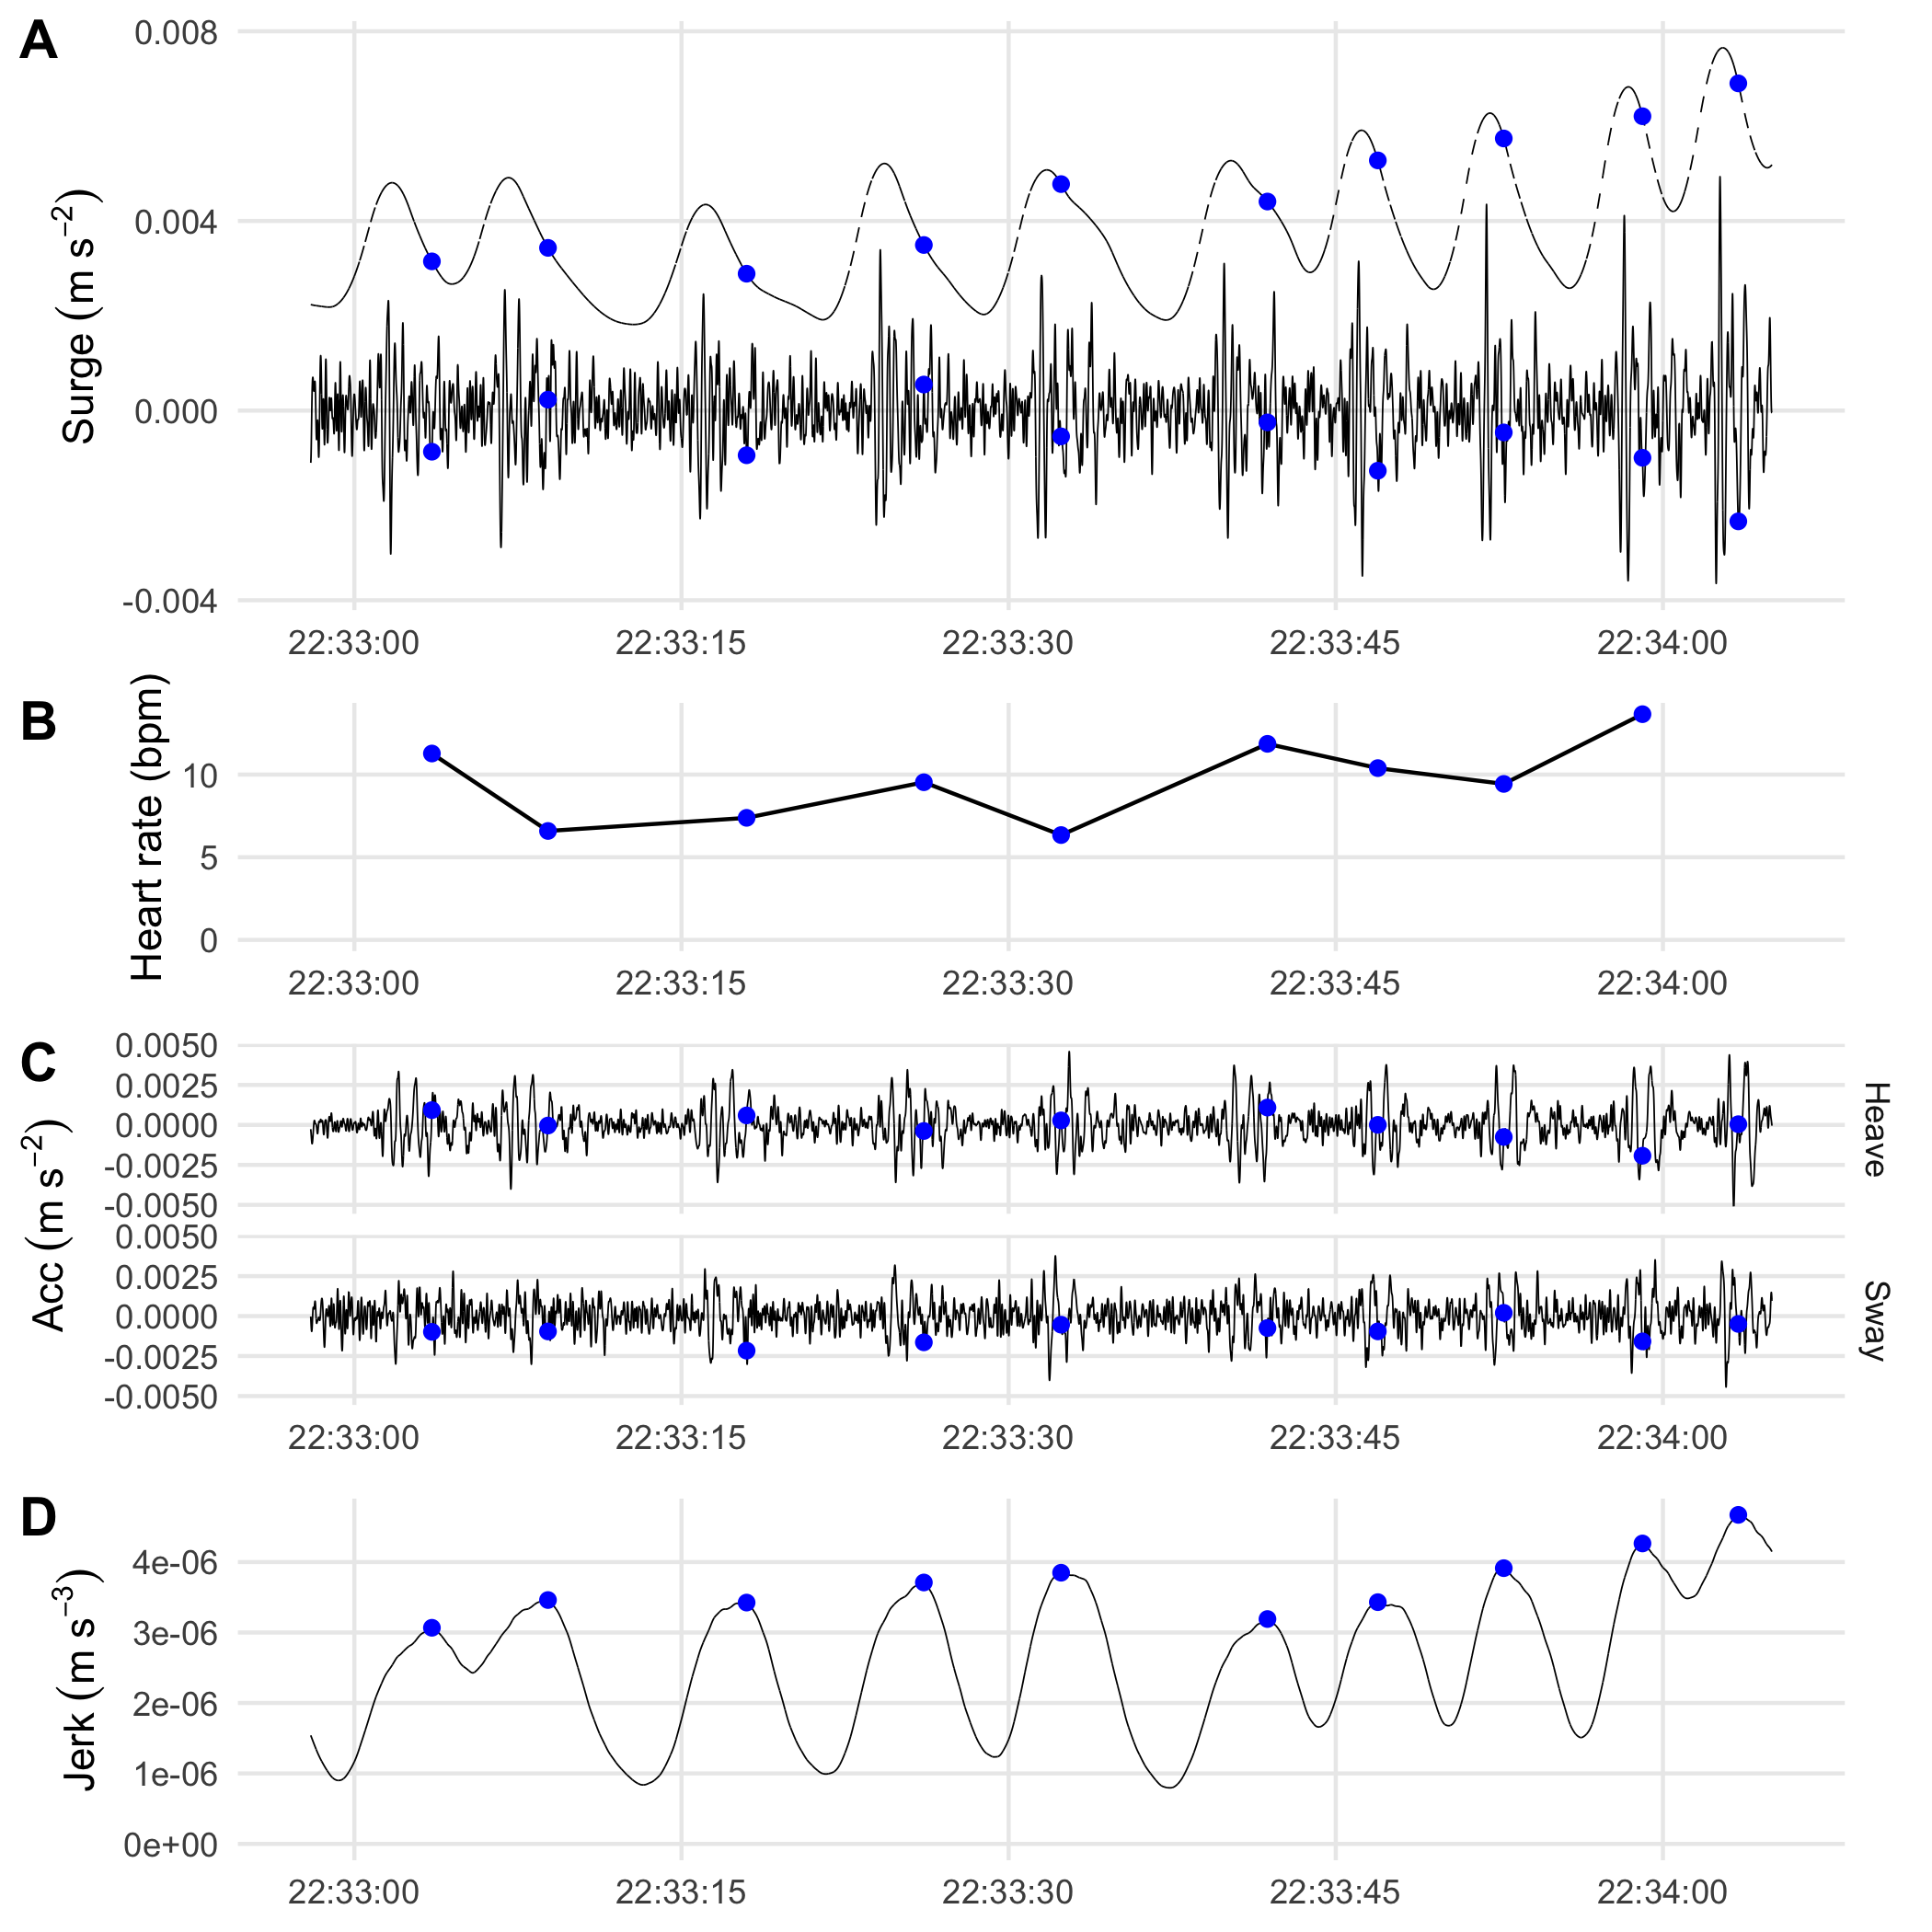 A
Surge (m s⁻²)
0.008
0.004
0.000
-0.004
22:33:00 22:33:15 22:33:30 22:33:45 22:34:00
B
Heart rate (bpm)
10
5
0
22:33:00 22:33:15 22:33:30 22:33:45 22:34:00
C
Acc (m s⁻²)
0.0050
0.0025
0.0000
-0.0025
-0.0050
Heave
0.0050
0.0025
0.0000
-0.0025
-0.0050
Sway
22:33:00 22:33:15 22:33:30 22:33:45 22:34:00
D
Jerk (m s⁻³)
4e-06
3e-06
2e-06
1e-06
0e+00
22:33:00 22:33:15 22:33:30 22:33:45 22:34:00